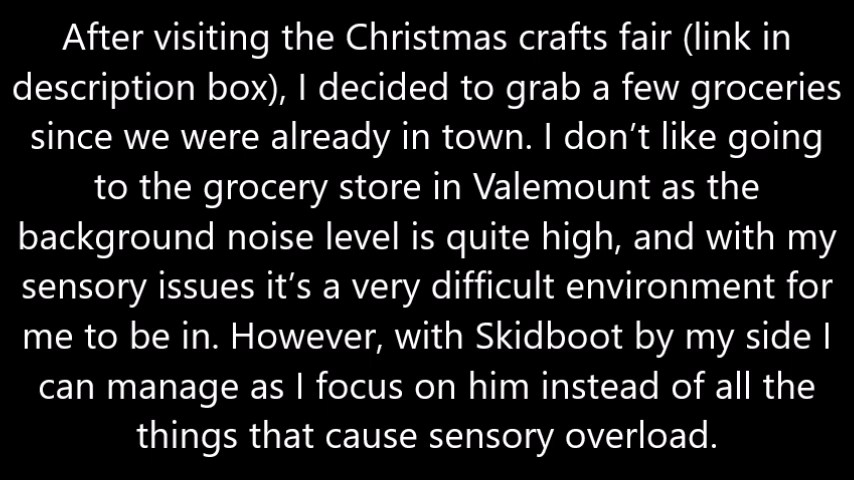 After visiting the Christmas crafts fair (link in
description box), I decided to grab a few groceries
since we were already in town. I don’t like going
to the grocery store in Valemount as the
background noise level is quite high, and with my
sensory issues it’s a very difficult environment for
me to be in. However, with Skidboot by my side I
can manage as I focus on him instead of all the
things that cause sensory overload.